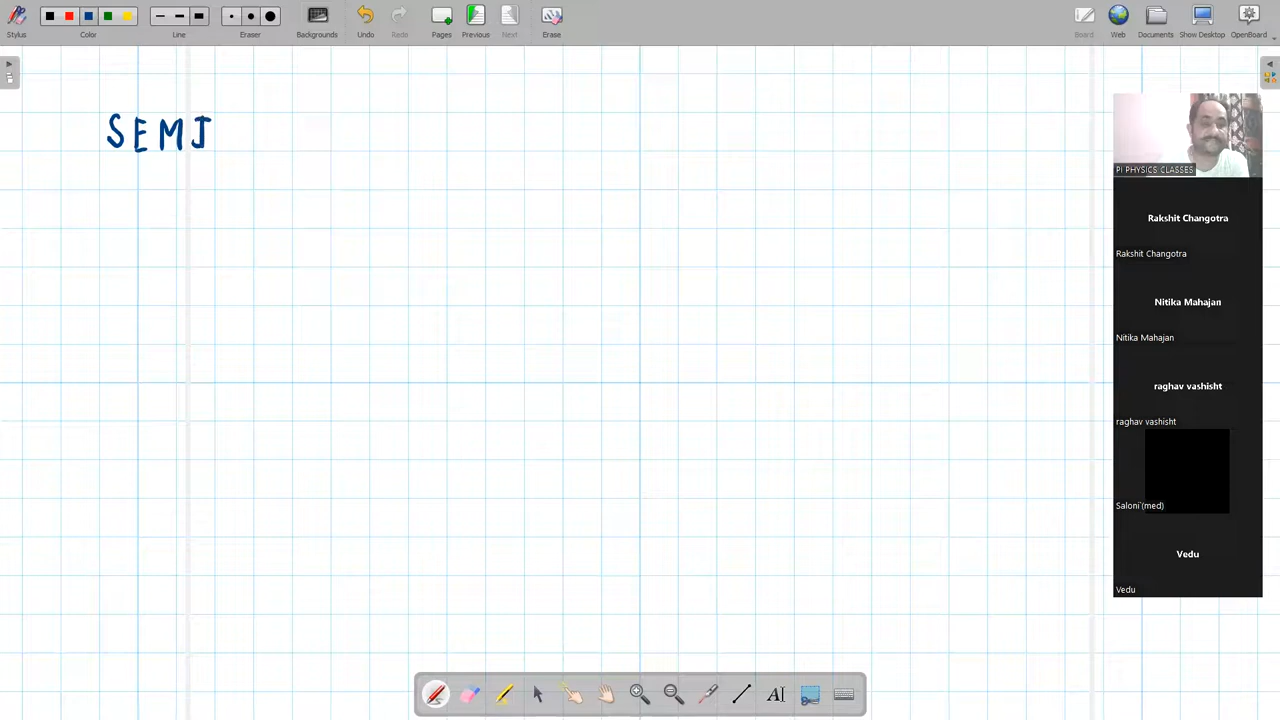 Stylus
Color
Line
Eraser
Backgrounds
Undo
Redo
Pages
Previous
Next
Erase
Board
Web
Documents
Show Desktop
OpenBoard
SEMI
PI PHYSICS CLASSES
Rakshit Changotra
Rakshit Changotra
Nitika Mahajan
Nitika Mahajan
raghav vashisht
raghav vashisht
Saloni (med)
Vedu
Vedu